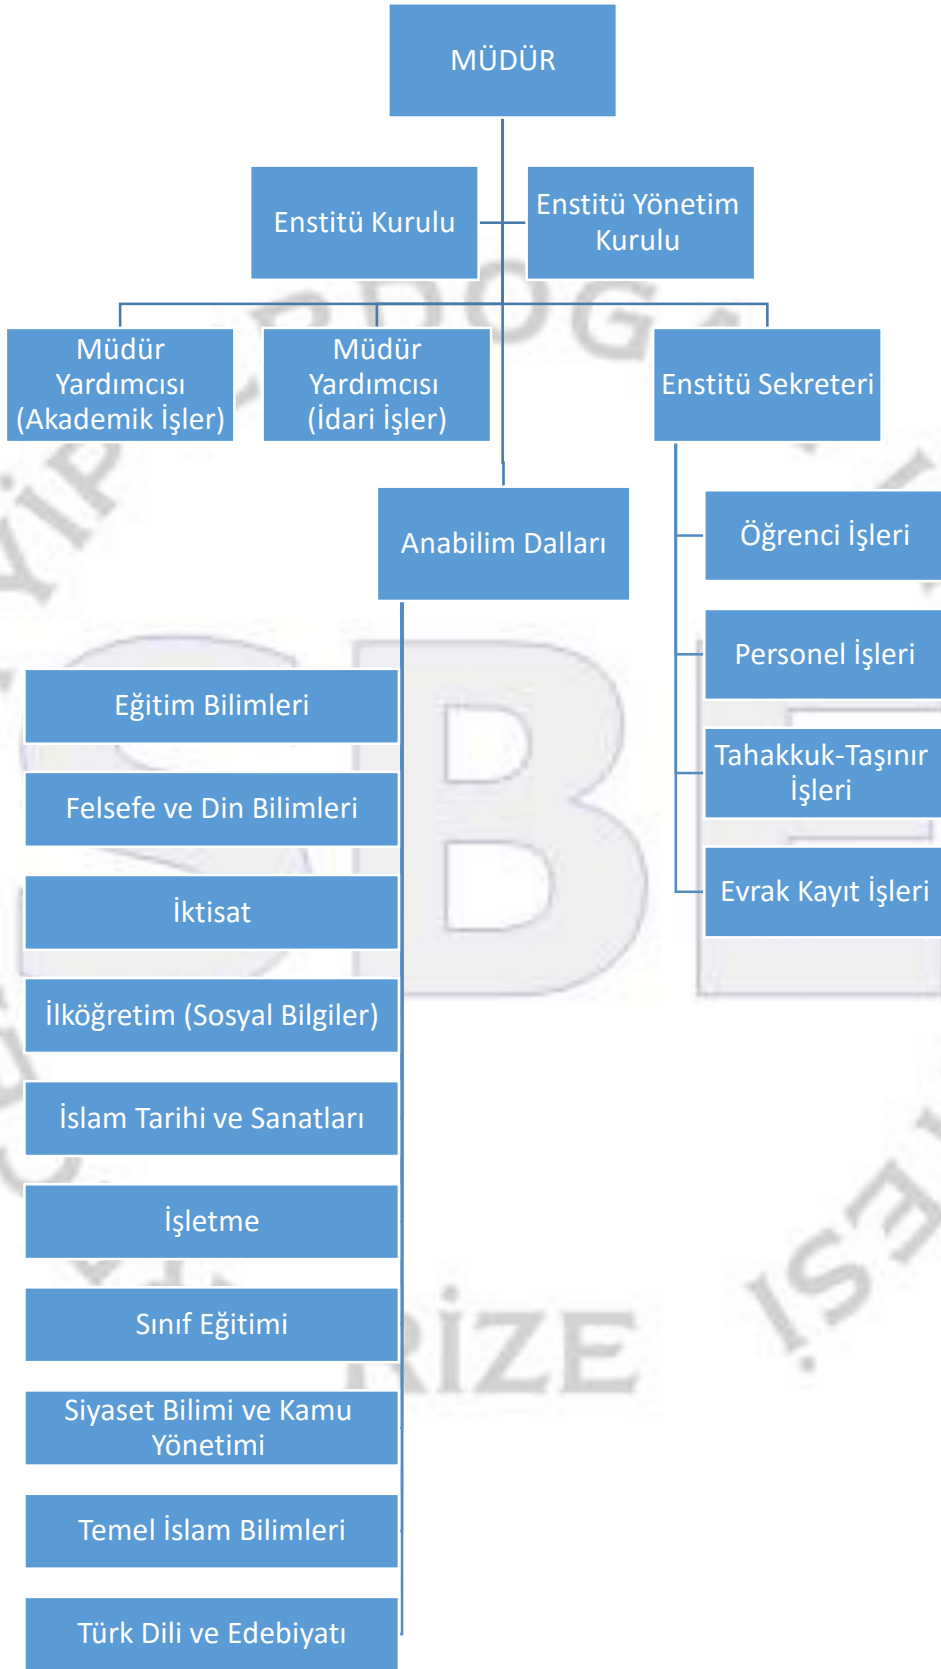 MÜDÜR
Enstitü Kurulu
Enstitü Yönetim
Kurulu
Müdür
Yardımcısı
(Akademik İşler)
Müdür
Yardımcısı
(İdari İşler)
Enstitü Sekreteri
Anabilim Dalları
Öğrenci İşleri
Personel İşleri
Tahakkuk-Taşınır
İşleri
Evrak Kayıt İşleri
Eğitim Bilimleri
Felsefe ve Din Bilimleri
İktisat
İlköğretim (Sosyal Bilgiler)
İslam Tarihi ve Sanatları
İşletme
Sınıf Eğitimi
Siyaset Bilimi ve Kamu
Yönetimi
Temel İslam Bilimleri
Türk Dili ve Edebiyatı
SBE
RİZE